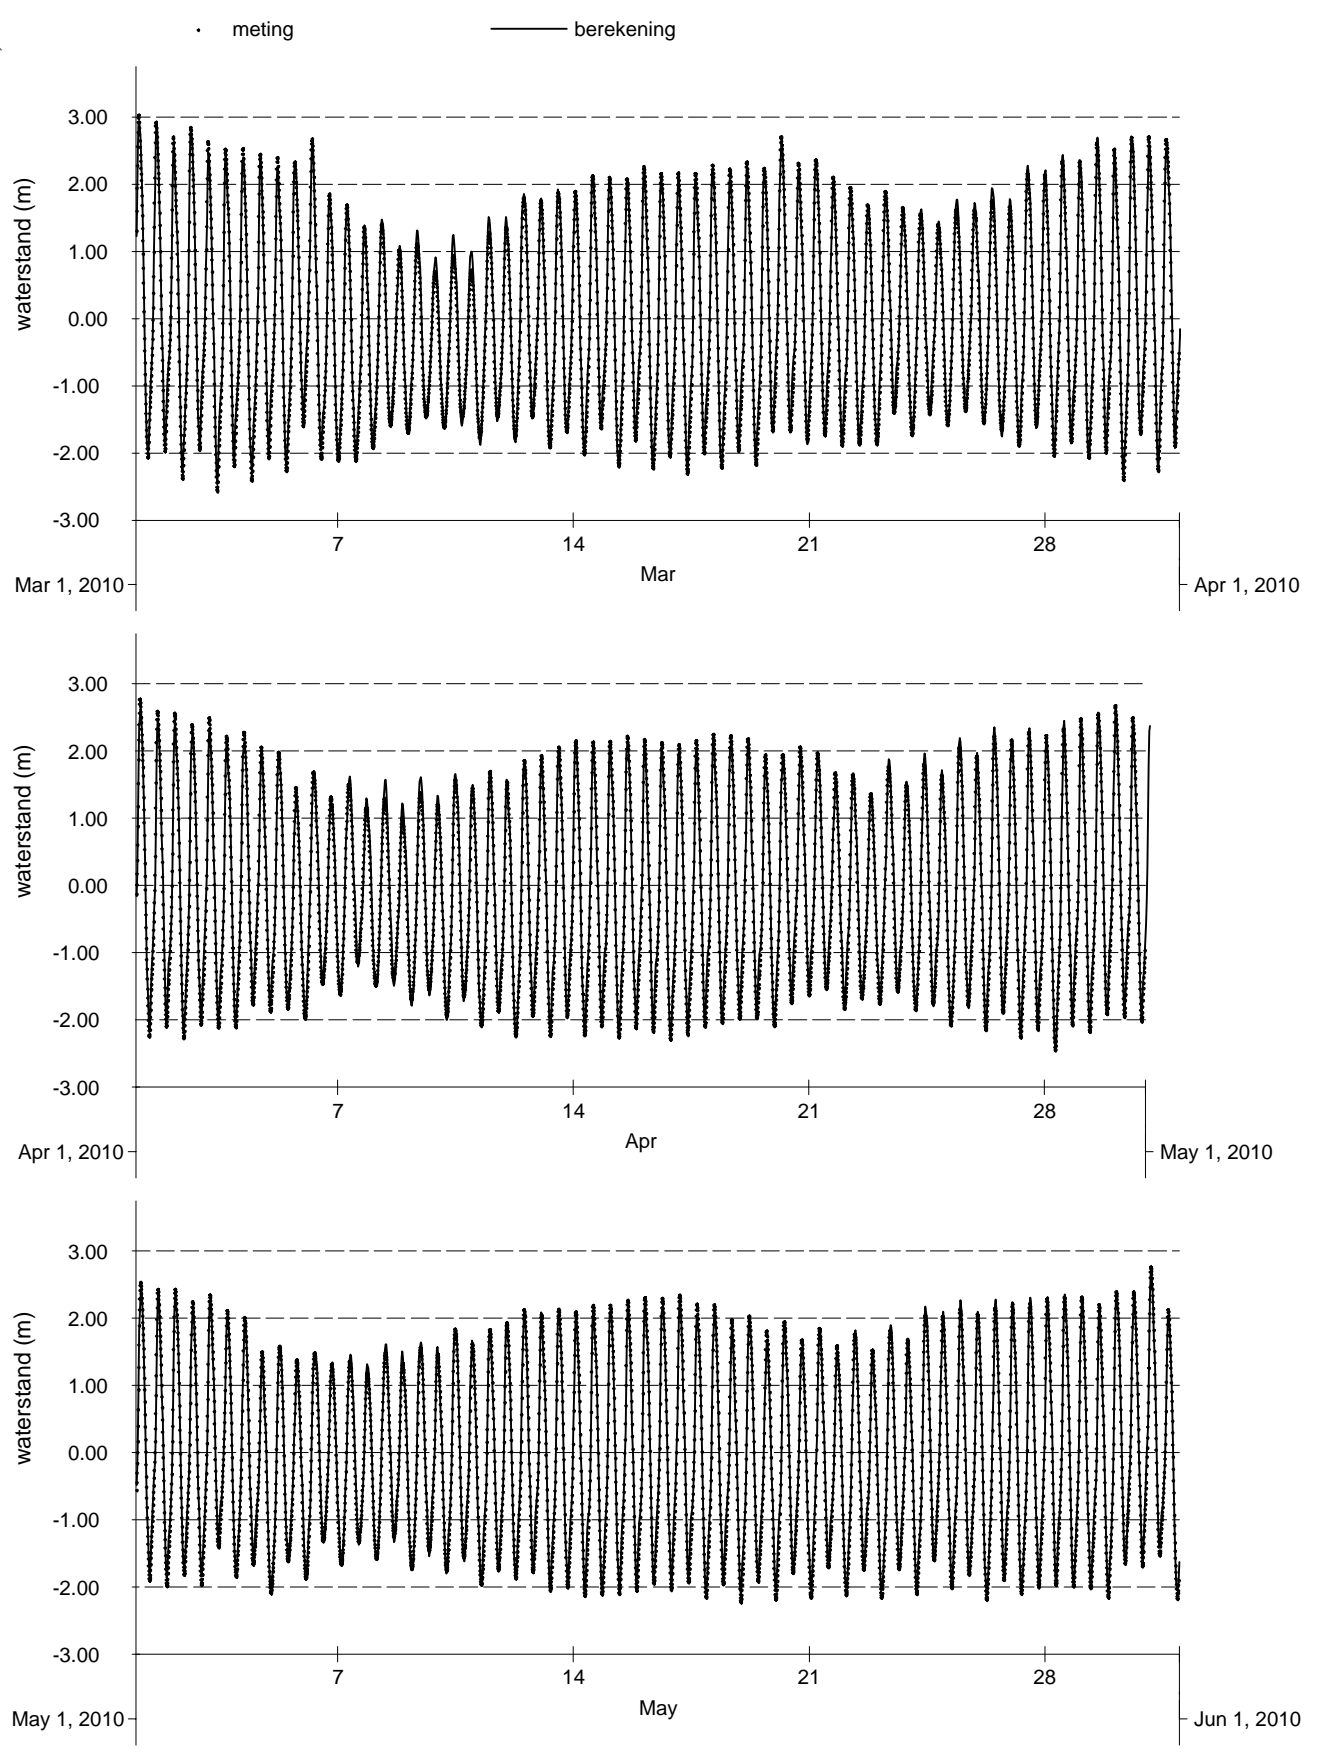 meting berekening
3.00
2.00
1.00
0.00
-1.00
-2.00
-3.00
waterstand (m)
7 14 21 28
Mar
Mar 1, 2010 Apr 1, 2010
3.00
2.00
1.00
0.00
-1.00
-2.00
-3.00
waterstand (m)
7 14 21 28
Apr
Apr 1, 2010 May 1, 2010
3.00
2.00
1.00
0.00
-1.00
-2.00
-3.00
waterstand (m)
7 14 21 28
May
May 1, 2010 Jun 1, 2010